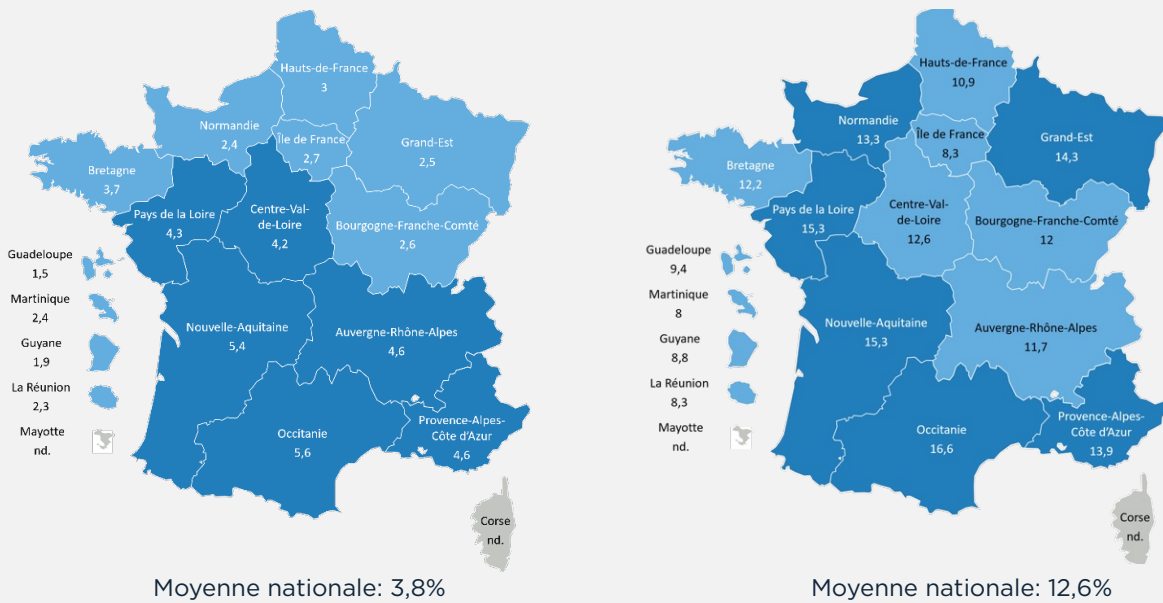 Hauts-de-France
3
Normandie
2,4
Île de France
2,7
Grand-Est
2,5
Bretagne
3,7
Pays de la Loire
4,3
Centre-Val-
de-Loire
4,2
Bourgogne-Franche-Comté
2,6
Guadeloupe
1,5
Martinique
2,4
Guyane
1,9
La Réunion
2,3
Mayotte
nd.
Nouvelle-Aquitaine
5,4
Auvergne-Rhône-Alpes
4,6
Occitanie
5,6
Provence-Alpes-
Côte d'Azur
4,6
Corse
nd.
Moyenne nationale: 3,8%
Hauts-de-France
10,9
Normandie
13,3
Île de France
8,3
Grand-Est
14,3
Bretagne
12,2
Pays de la Loire
15,3
Centre-Val-
de-Loire
12,6
Bourgogne-Franche-Comté
12
Guadeloupe
9,4
Martinique
8
Guyane
8,8
La Réunion
8,3
Mayotte
nd.
Nouvelle-Aquitaine
15,3
Auvergne-Rhône-Alpes
11,7
Occitanie
16,6
Provence-Alpes-
Côte d'Azur
13,9
Corse
nd.
Moyenne nationale: 12,6%